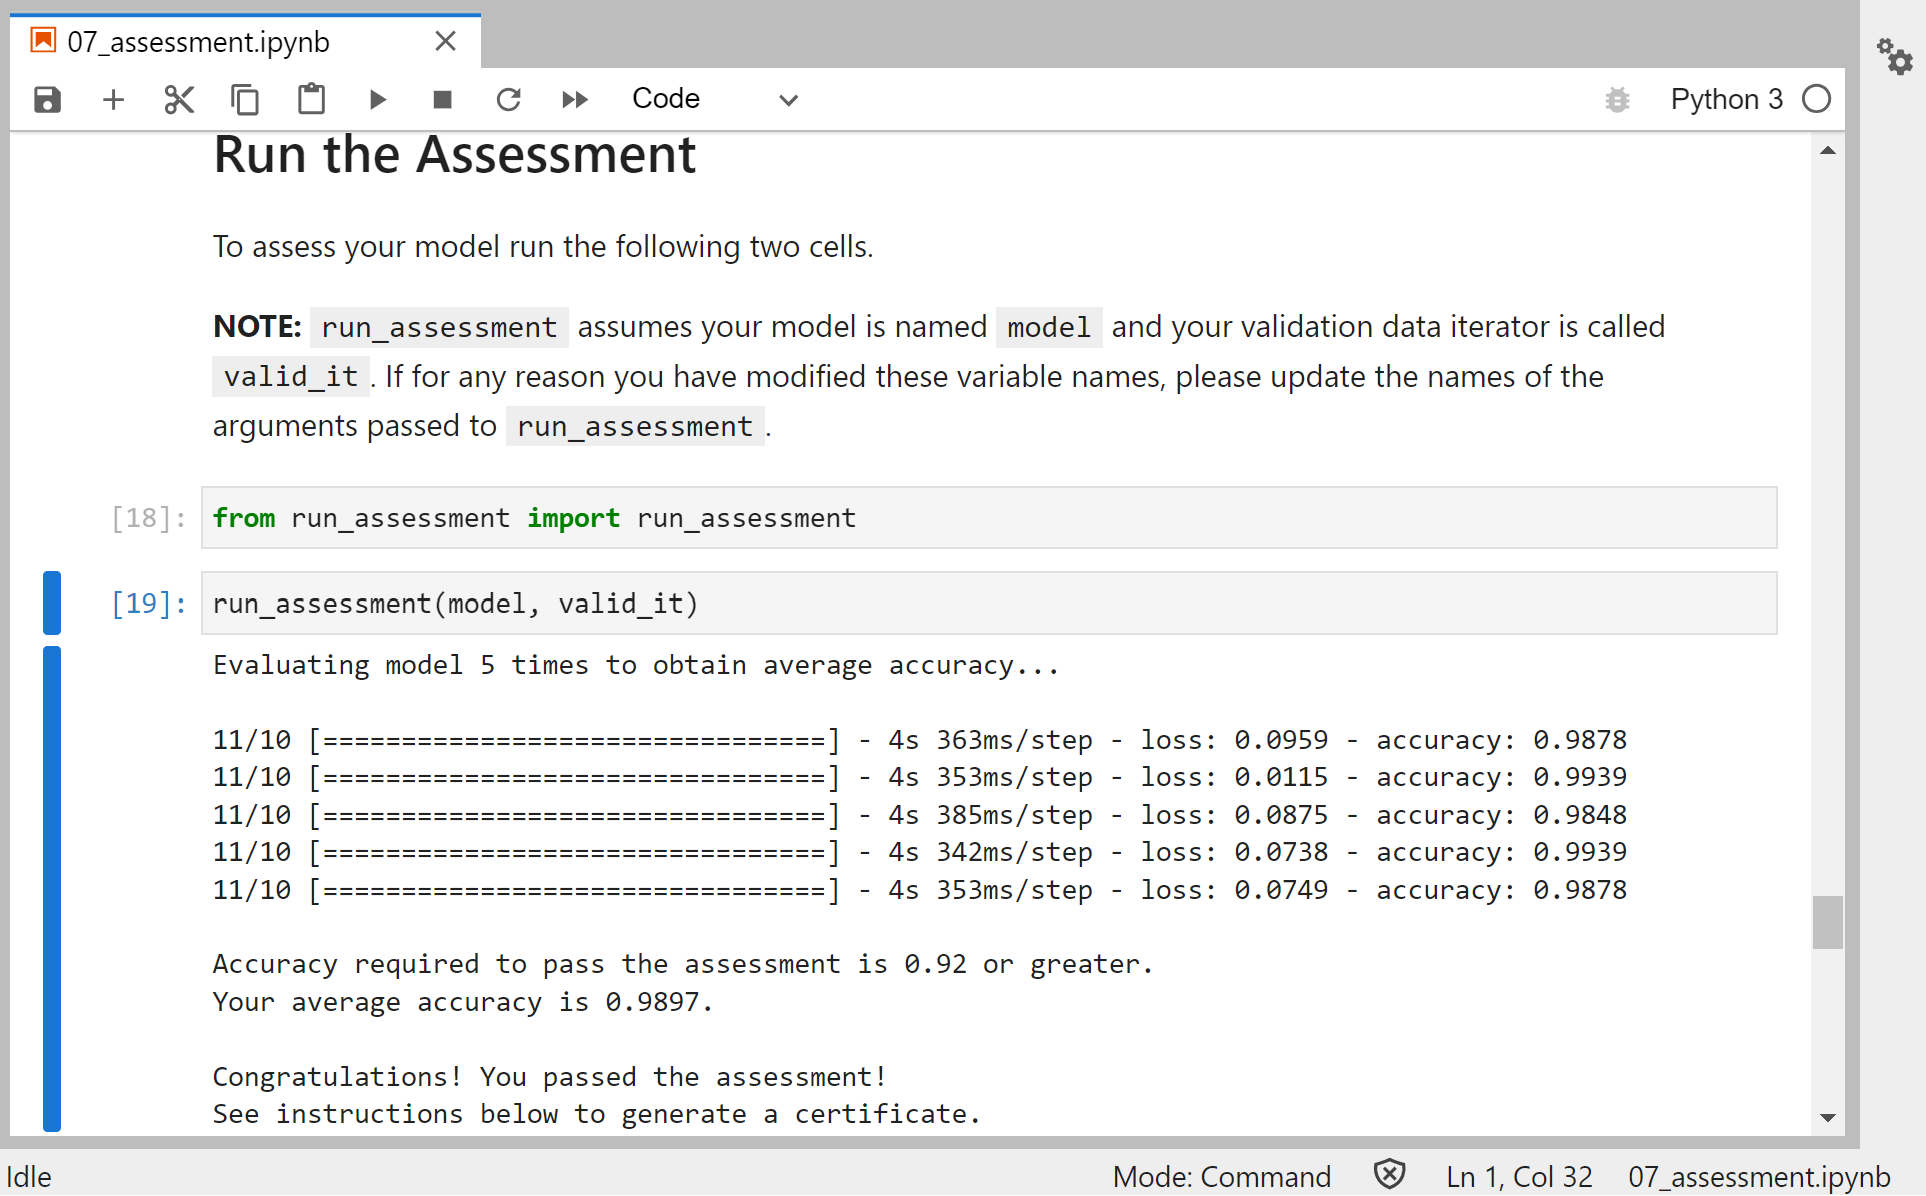 07_assessment.ipynb
Code
Python 3
Run the Assessment
To assess your model run the following two cells.
NOTE: run_assessment assumes your model is named model and your validation data iterator is called
valid_it . If for any reason you have modified these variable names, please update the names of the
arguments passed to run_assessment .
[18]: from run_assessment import run_assessment
[19]: run_assessment(model, valid_it)
Evaluating model 5 times to obtain average accuracy...
11/10 [================================] - 4s 363ms/step - loss: 0.0959 - accuracy: 0.9878
11/10 [================================] - 4s 353ms/step - loss: 0.0115 - accuracy: 0.9939
11/10 [================================] - 4s 385ms/step - loss: 0.0875 - accuracy: 0.9848
11/10 [================================] - 4s 342ms/step - loss: 0.0738 - accuracy: 0.9939
11/10 [================================] - 4s 353ms/step - loss: 0.0749 - accuracy: 0.9878
Accuracy required to pass the assessment is 0.92 or greater.
Your average accuracy is 0.9897.
Congratulations! You passed the assessment!
See instructions below to generate a certificate.
Idle
Mode: Command
Ln 1, Col 32
07_assessment.ipynb